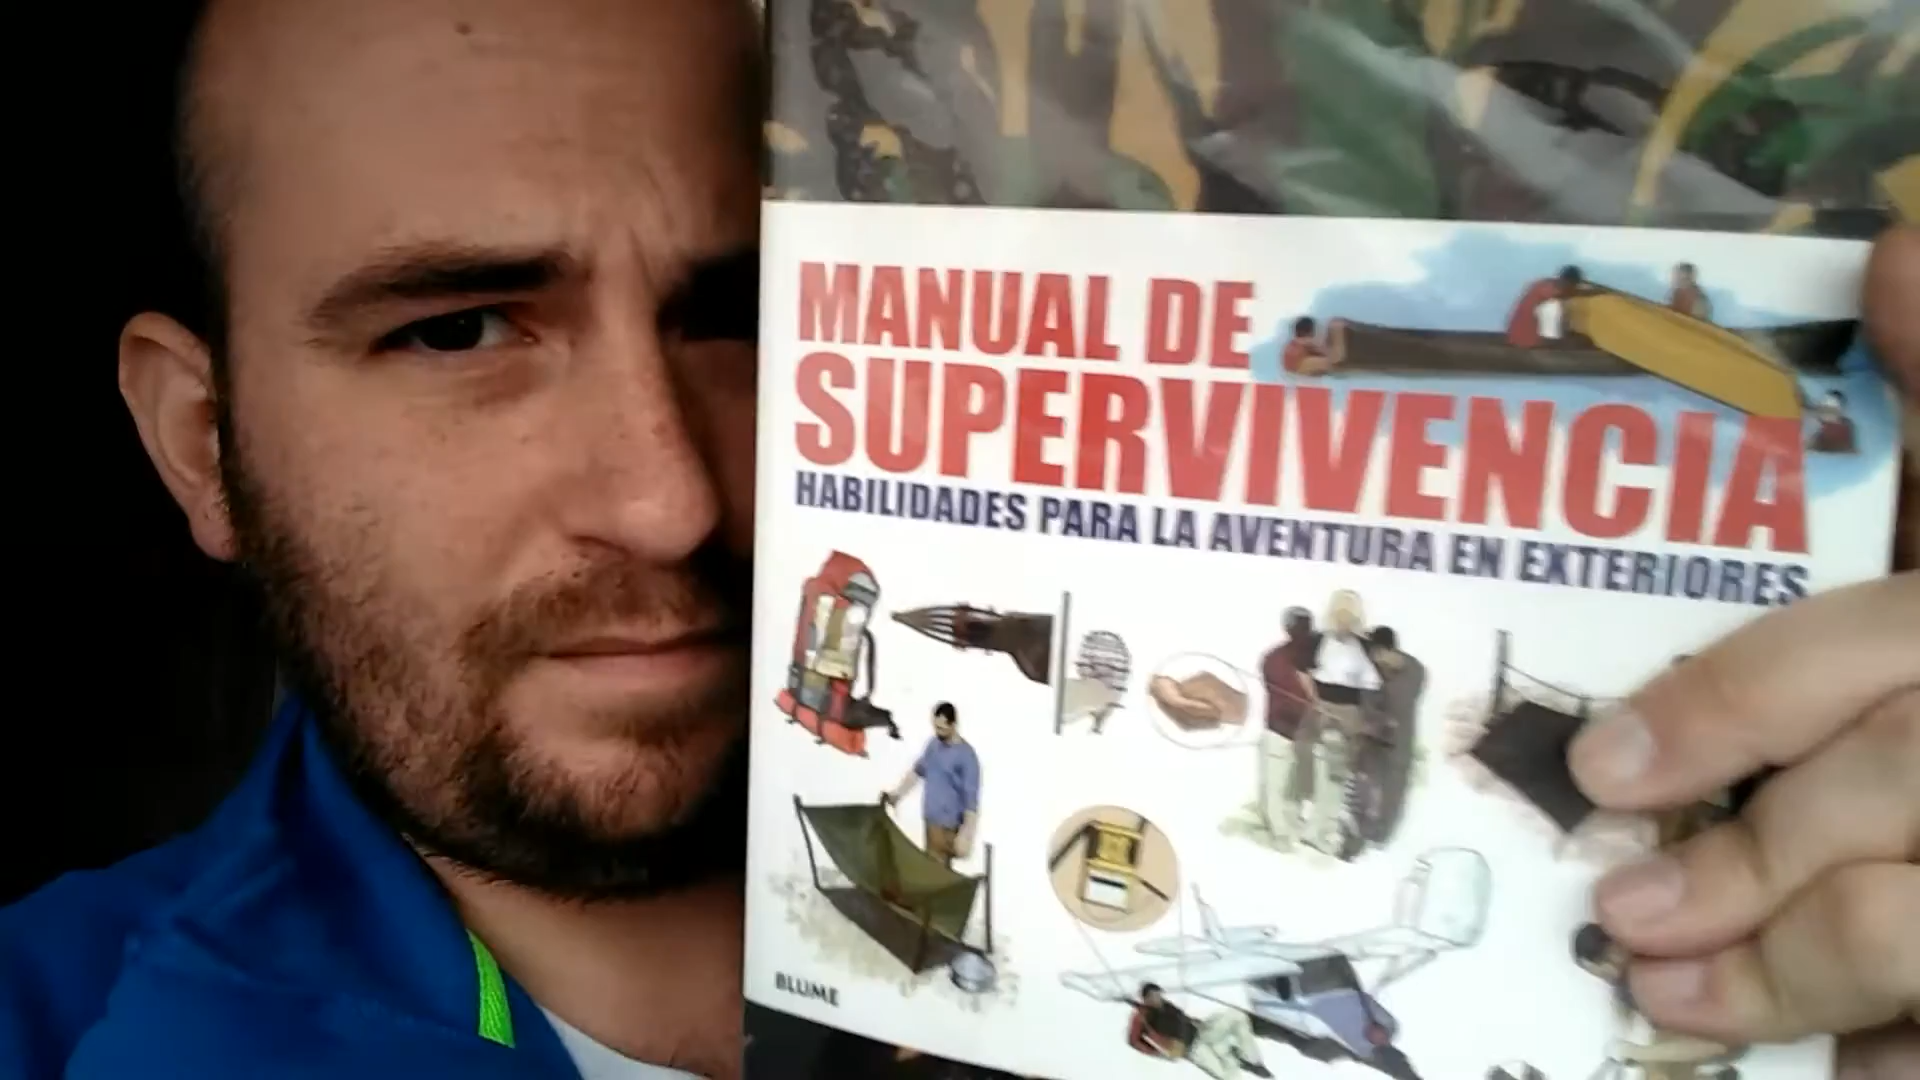 MANUAL DE
SUPERVIVENCIA
HABILIDADES PARA LA AVENTURA EN EXTERIORES
BLUME